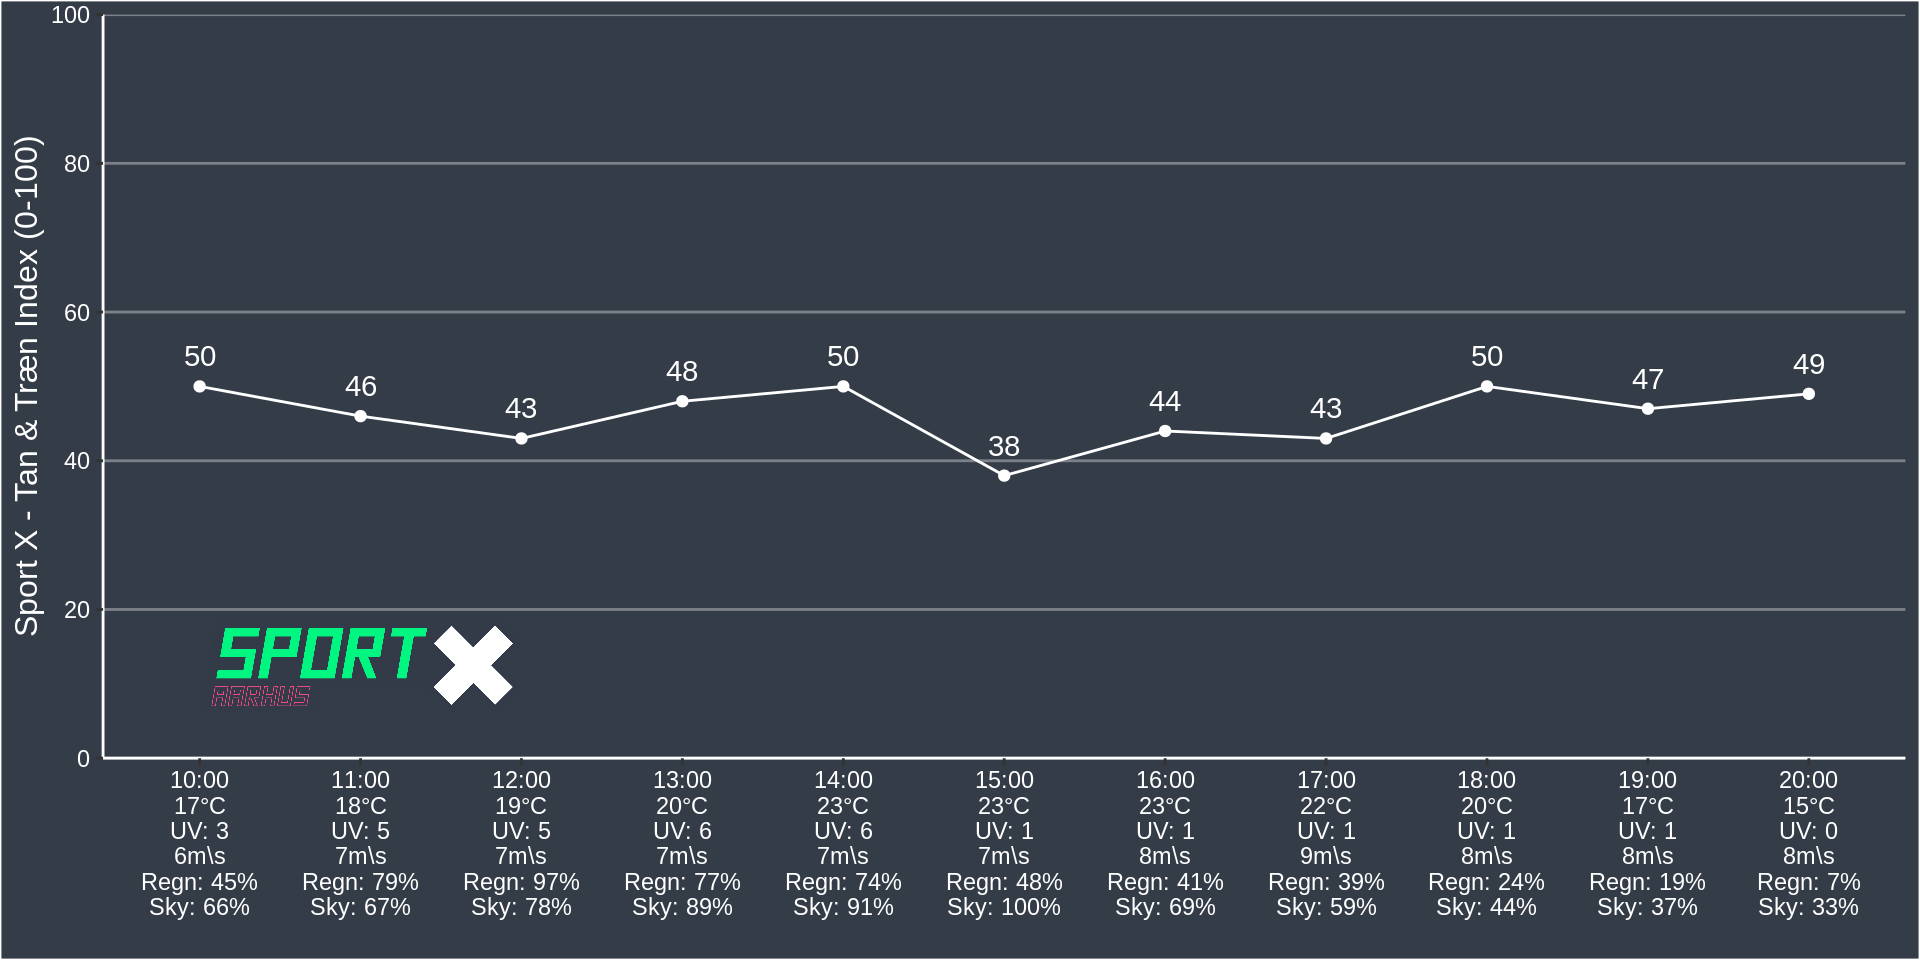 Sport X - Tan & Træn Index (0-100)
100
80
60
40
20
0
50
46
43
48
50
38
44
43
50
47
49
SPORT X
AARHUS
10:00 11:00 12:00 13:00 14:00 15:00 16:00 17:00 18:00 19:00 20:00
17°C 18°C 19°C 20°C 23°C 23°C 23°C 22°C 20°C 17°C 15°C
UV: 3 UV: 5 UV: 5 UV: 6 UV: 6 UV: 1 UV: 1 UV: 1 UV: 1 UV: 1 UV: 0
6m\s 7m\s 7m\s 7m\s 7m\s 7m\s 8m\s 9m\s 8m\s 8m\s 8m\s
Regn: 45% Regn: 79% Regn: 97% Regn: 77% Regn: 74% Regn: 48% Regn: 41% Regn: 39% Regn: 24% Regn: 19% Regn: 7%
Sky: 66% Sky: 67% Sky: 78% Sky: 89% Sky: 91% Sky: 100% Sky: 69% Sky: 59% Sky: 44% Sky: 37% Sky: 33%